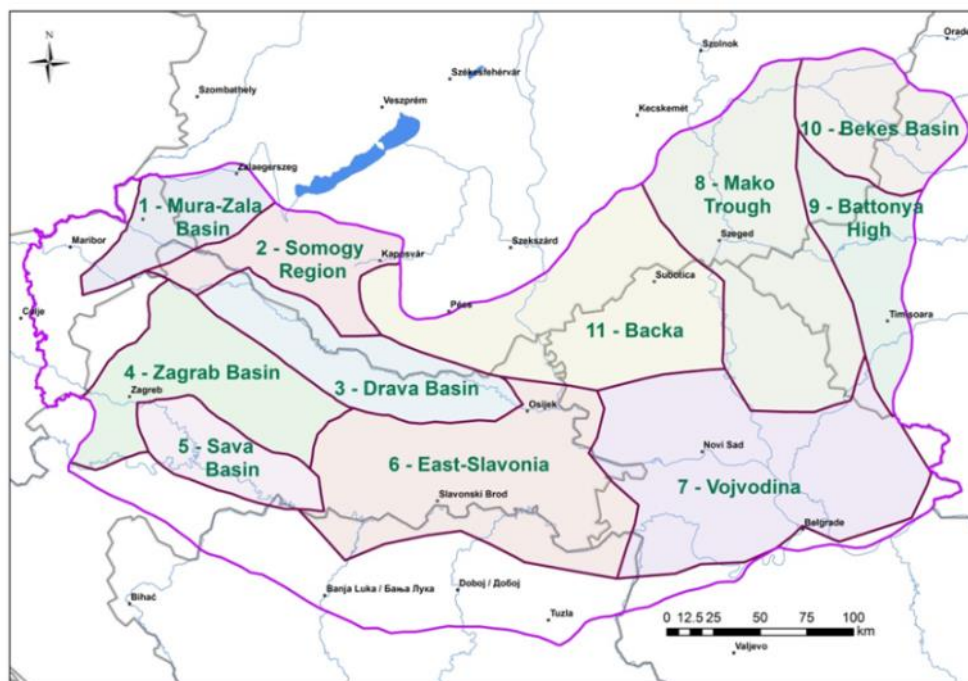 N
Orade
Szolnok
Székesfehérvár
Szombathely
Veszprém
Kecskemét
10 - Bekes Basin
Zalaegerszeg
8 - Mako
Trough
1 - Mura-Zala
Basin
9 - Battonya
High
Maribor
2 - Somogy
Region
Kaposvár
Szekszárd
Szeged
Subotica
Pécs
Celje
Timisoara
11 - Backa
4 - Zagrab Basin
3 - Drava Basin
Zagreb
Osijek
5 - Sava
Basin
Novi Sad
6 - East-Slavonia
7 - Vojvodina
Slavonski Brod
Belgrade
Banja Luka / Бања Лука
Doboj / Добој
Bihać
Tuzla
0 12.5 25 50 75 100
km
Valjevo